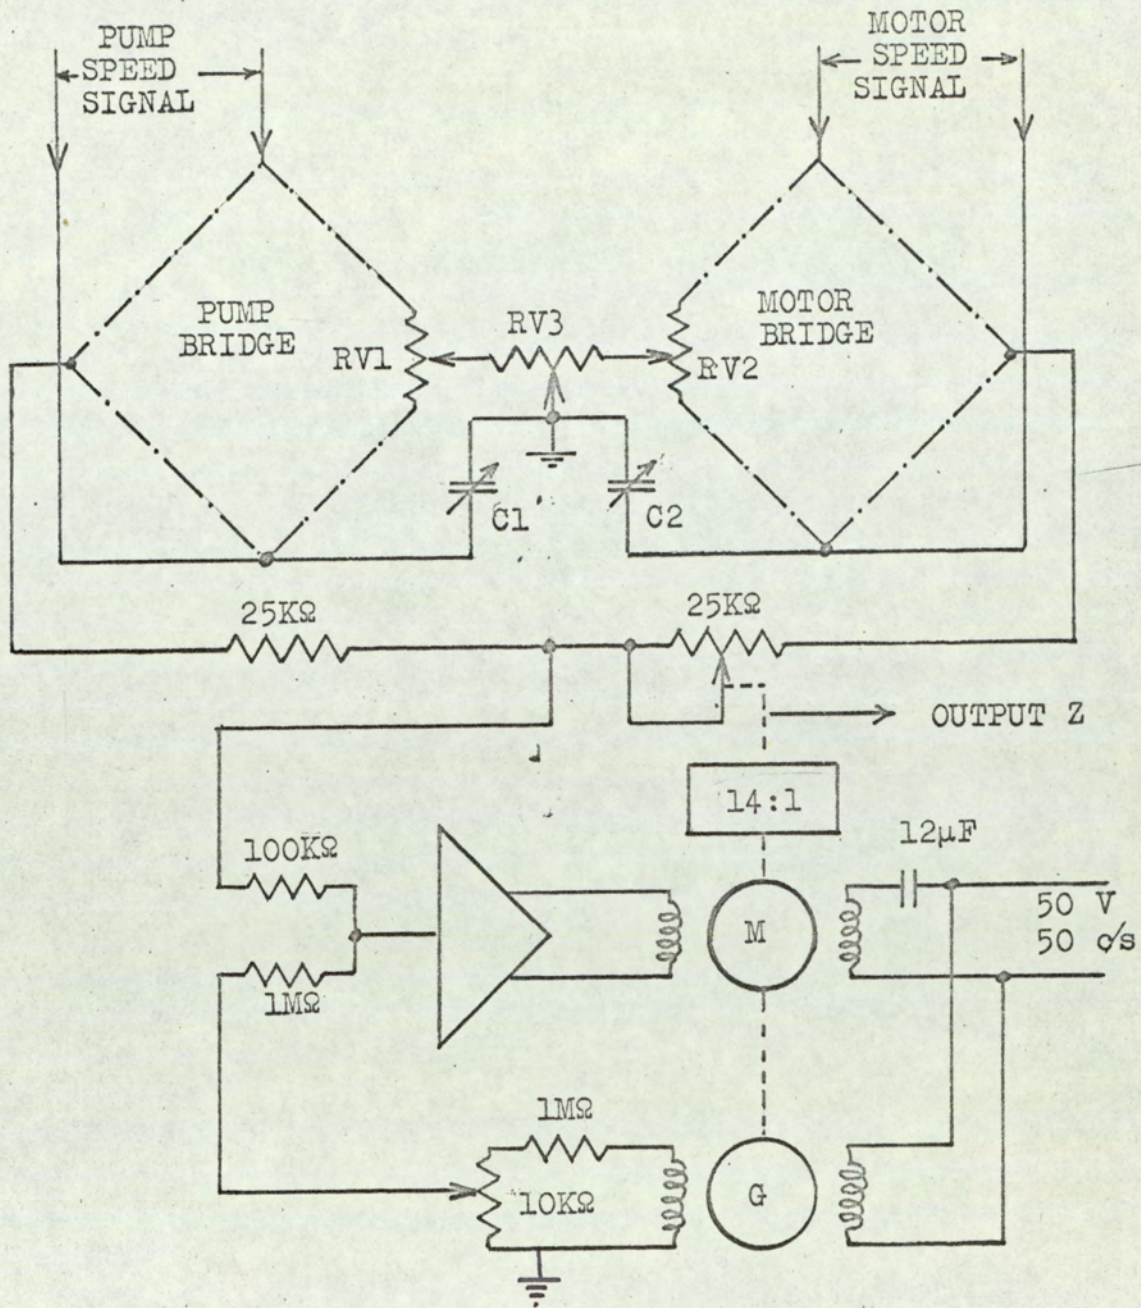 PUMP
SPEED
SIGNAL
MOTOR
SPEED
SIGNAL
PUMP
BRIDGE
RV1
RV3
RV2
MOTOR
BRIDGE
C1
C2
25KΩ
25KΩ
OUTPUT Z
14:1
12μF
100KΩ
50 V
50 c/s
M
1MΩ
1MΩ
10KΩ
G